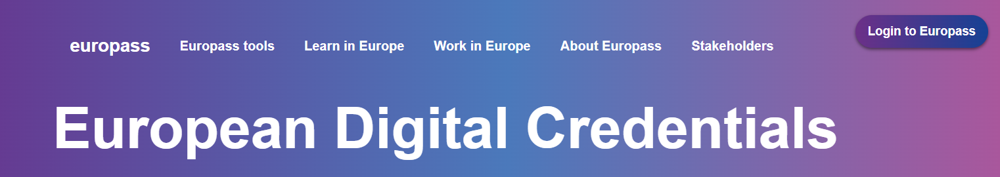 Login to Europass
europass Europass tools Learn in Europe Work in Europe About Europass Stakeholders
European Digital Credentials